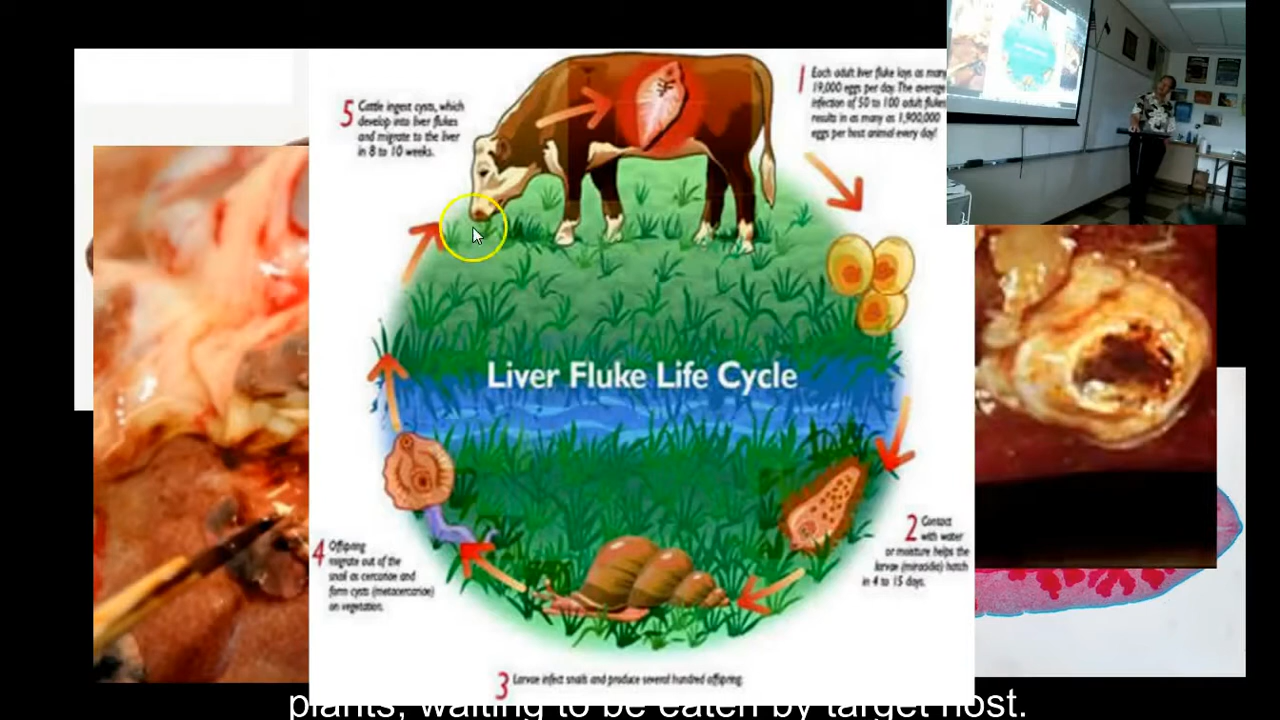 5 Cattle ingest cysts, which
develop into liver flukes
and migrate to the liver
in 8 to 10 weeks.
1 Each adult liver fluke lays as many
19,000 eggs per day. The average
infection of 50 to 100 adult flukes
results in as many as 1,900,000
eggs per host animal every day!
Liver Fluke Life Cycle
2 Contact
with water
or moisture helps the
larvae (miracidia) hatch
in 4 to 15 days.
4 Offspring
migrate out of the
snail as cercariae and
form cysts (metacercariae)
on vegetation.
3 Larvae infect snails and produce several hundred offspring.
plants, waiting to be eaten by target host.